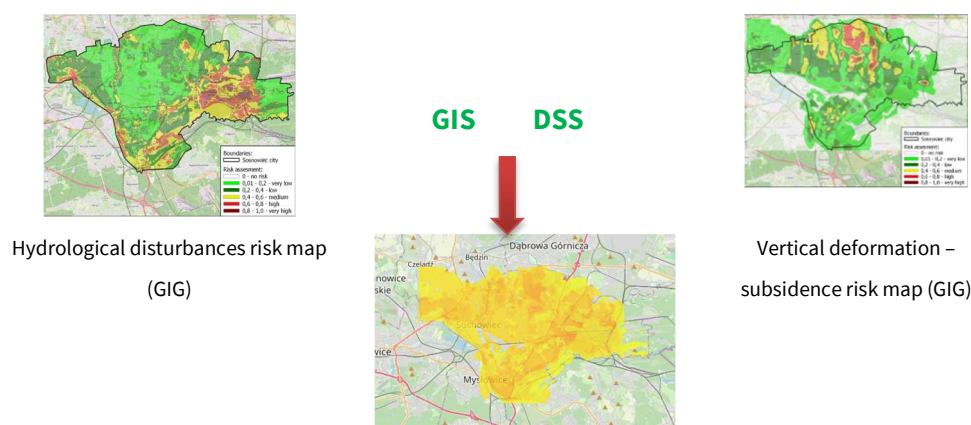 Boundaries:
Sosnowiec city
Risk assesment:
0 - no risk
0,01 - 0,2 - very low
0,2 - 0,4 - low
0,4 - 0,6 - medium
0,6 - 0,8 - high
0,8 - 1,0 - very high
Hydrological disturbances risk map
(GIG)
GIS DSS
Dąbrowa Górnicza
Będzin
Czeladź
Sosnowiec
Mysłowice
Boundaries:
Sosnowiec city
Risk assesment:
0 - no risk
0,01 - 0,2 - very low
0,2 - 0,4 - low
0,4 - 0,6 - medium
0,6 - 0,8 - high
0,8 - 1,0 - very high
Vertical deformation –
subsidence risk map (GIG)